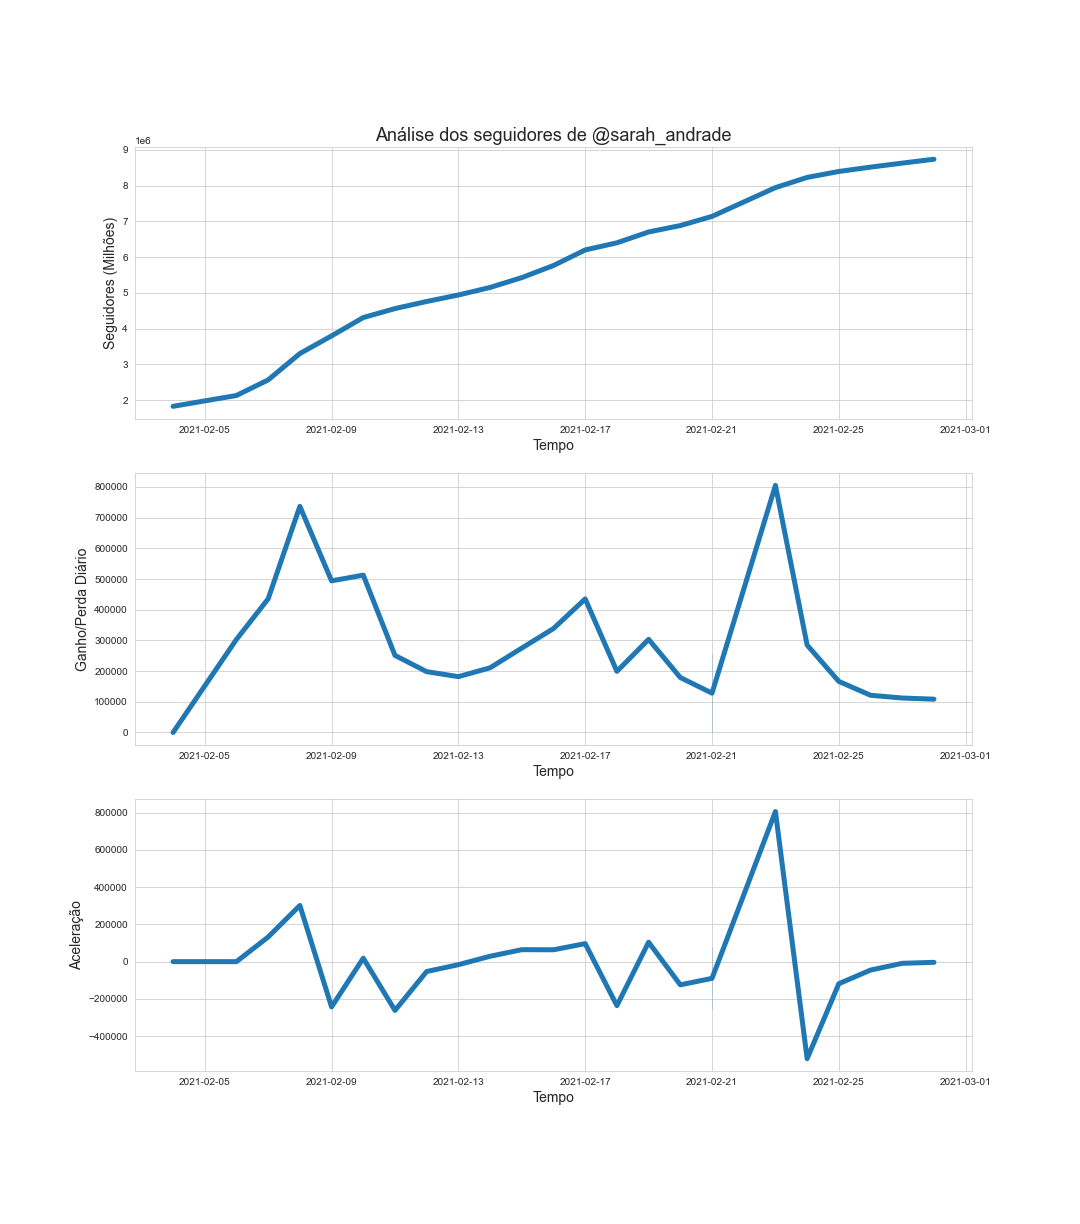 Análise dos seguidores de @sarah_andrade
1e6
9
8
7
6
5
4
3
2
Seguidores (Milhões)
2021-02-05 2021-02-09 2021-02-13 2021-02-17 2021-02-21 2021-02-25 2021-03-01
Tempo
800000
700000
600000
500000
400000
300000
200000
100000
0
Ganho/Perda Diário
2021-02-05 2021-02-09 2021-02-13 2021-02-17 2021-02-21 2021-02-25 2021-03-01
Tempo
800000
600000
400000
200000
0
−200000
−400000
Aceleração
2021-02-05 2021-02-09 2021-02-13 2021-02-17 2021-02-21 2021-02-25 2021-03-01
Tempo